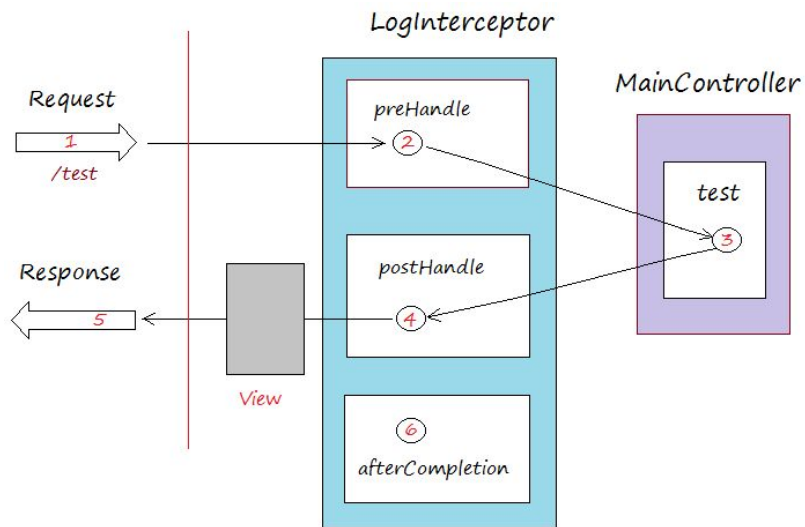 LogInterceptor
MainController
Request
1
/test
preHandle
2
test
3
Response
5
postHandle
4
View
6
afterCompletion